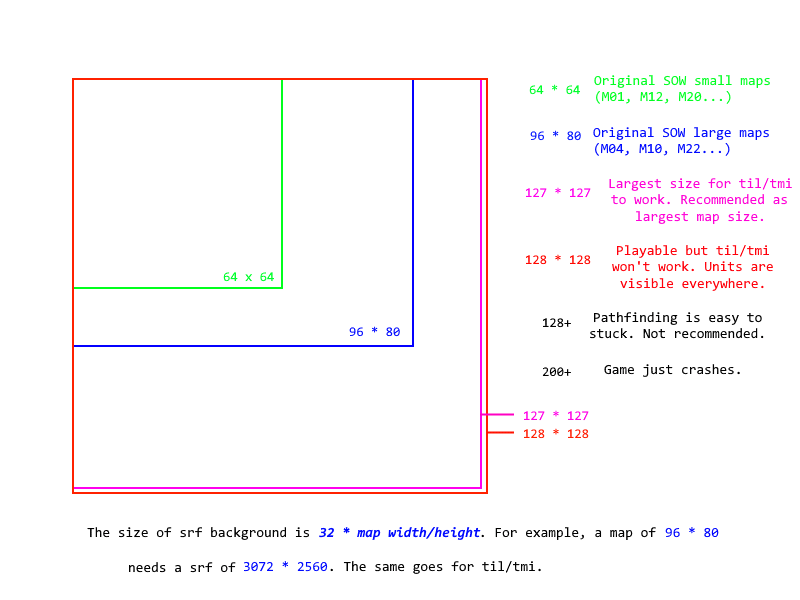 64 * 64
Original SOW small maps
(M01, M12, M20...)
96 * 80
Original SOW large maps
(M04, M10, M22...)
127 * 127
Largest size for til/tmi
to work. Recommended as
largest map size.
128 * 128
Playable but til/tmi
won't work. Units are
visible everywhere.
128+
Pathfinding is easy to
stuck. Not recommended.
200+
Game just crashes.
64 x 64
96 * 80
127 * 127
128 * 128
The size of srf background is 32 * map width/height. For example, a map of 96 * 80
needs a srf of 3072 * 2560. The same goes for til/tmi.